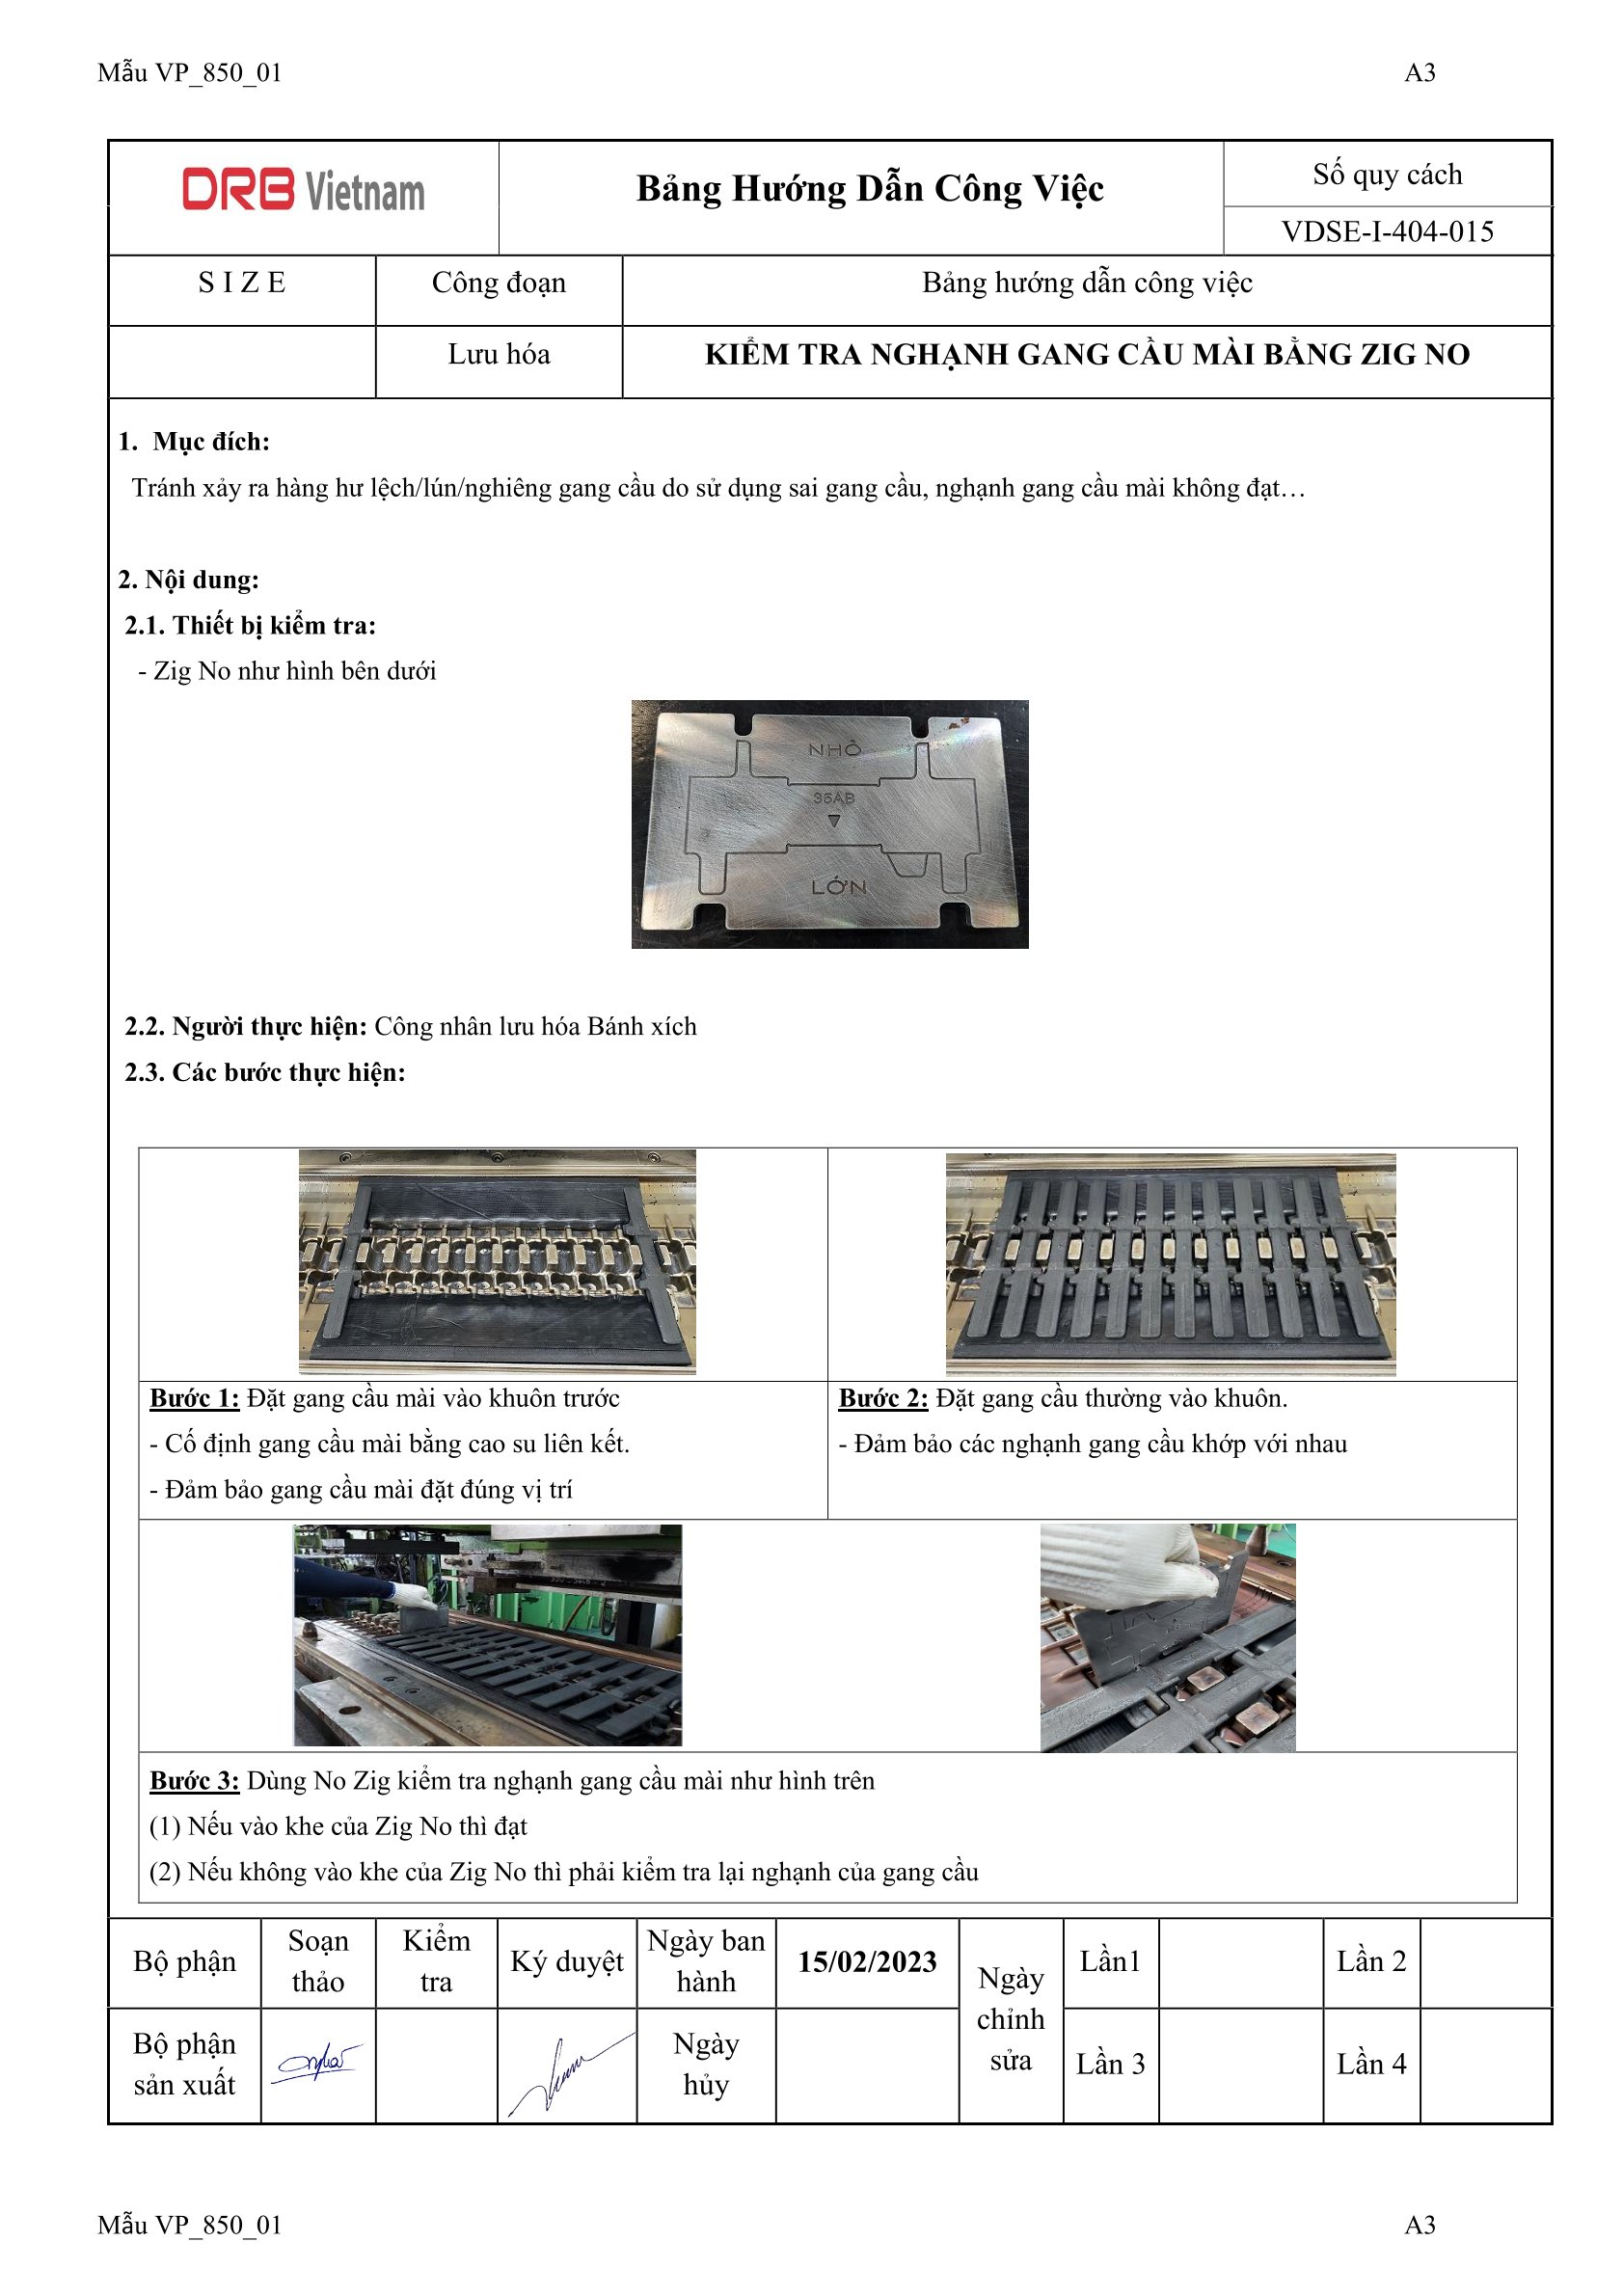 Mẫu VP_850_01 A3
DRB Vietnam
Bảng Hướng Dẫn Công Việc
Số quy cách
VDSE-I-404-015
S I Z E
Công đoạn
Bảng hướng dẫn công việc
Lưu hóa
KIỂM TRA NGHẠNH GANG CẦU MÀI BẰNG ZIG NO
1. Mục đích:
Tránh xảy ra hàng hư lệch/lún/nghiêng gang cầu do sử dụng sai gang cầu, nghạnh gang cầu mài không đạt…
2. Nội dung:
2.1. Thiết bị kiểm tra:
- Zig No như hình bên dưới
NHỎ
36AB
LỚN
2.2. Người thực hiện: Công nhân lưu hóa Bánh xích
2.3. Các bước thực hiện:
Bước 1: Đặt gang cầu mài vào khuôn trước
- Cố định gang cầu mài bằng cao su liên kết.
- Đảm bảo gang cầu mài đặt đúng vị trí
Bước 2: Đặt gang cầu thường vào khuôn.
- Đảm bảo các nghạnh gang cầu khớp với nhau
Bước 3: Dùng No Zig kiểm tra nghạnh gang cầu mài như hình trên
(1) Nếu vào khe của Zig No thì đạt
(2) Nếu không vào khe của Zig No thì phải kiểm tra lại nghạnh của gang cầu
Bộ phận
Soạn
thảo
Kiểm
tra
Ký duyệt
Ngày ban
hành
15/02/2023
Ngày
chỉnh
sửa
Lần1
Lần 2
Bộ phận
sản xuất
Ngày
hủy
Lần 3
Lần 4
Mẫu VP_850_01 A3